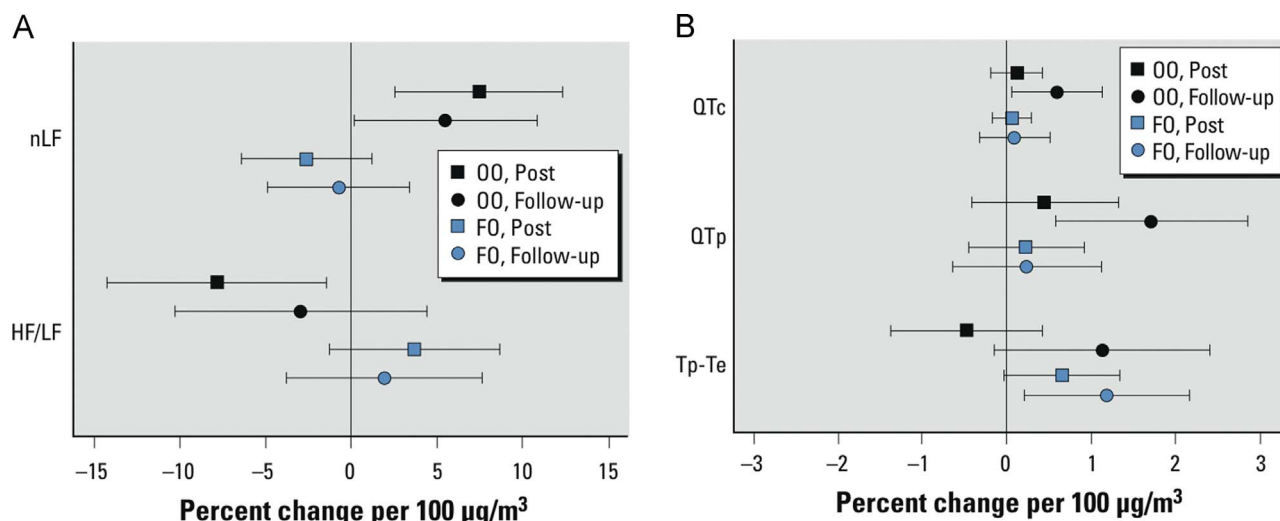 A
nLF
HF/LF
OO, Post
OO, Follow-up
FO, Post
FO, Follow-up
−15 −10 −5 0 5 10 15
Percent change per 100 µg/m³
B
QTc
QTp
Tp-Te
OO, Post
OO, Follow-up
FO, Post
FO, Follow-up
−3 −2 −1 0 1 2 3
Percent change per 100 µg/m³